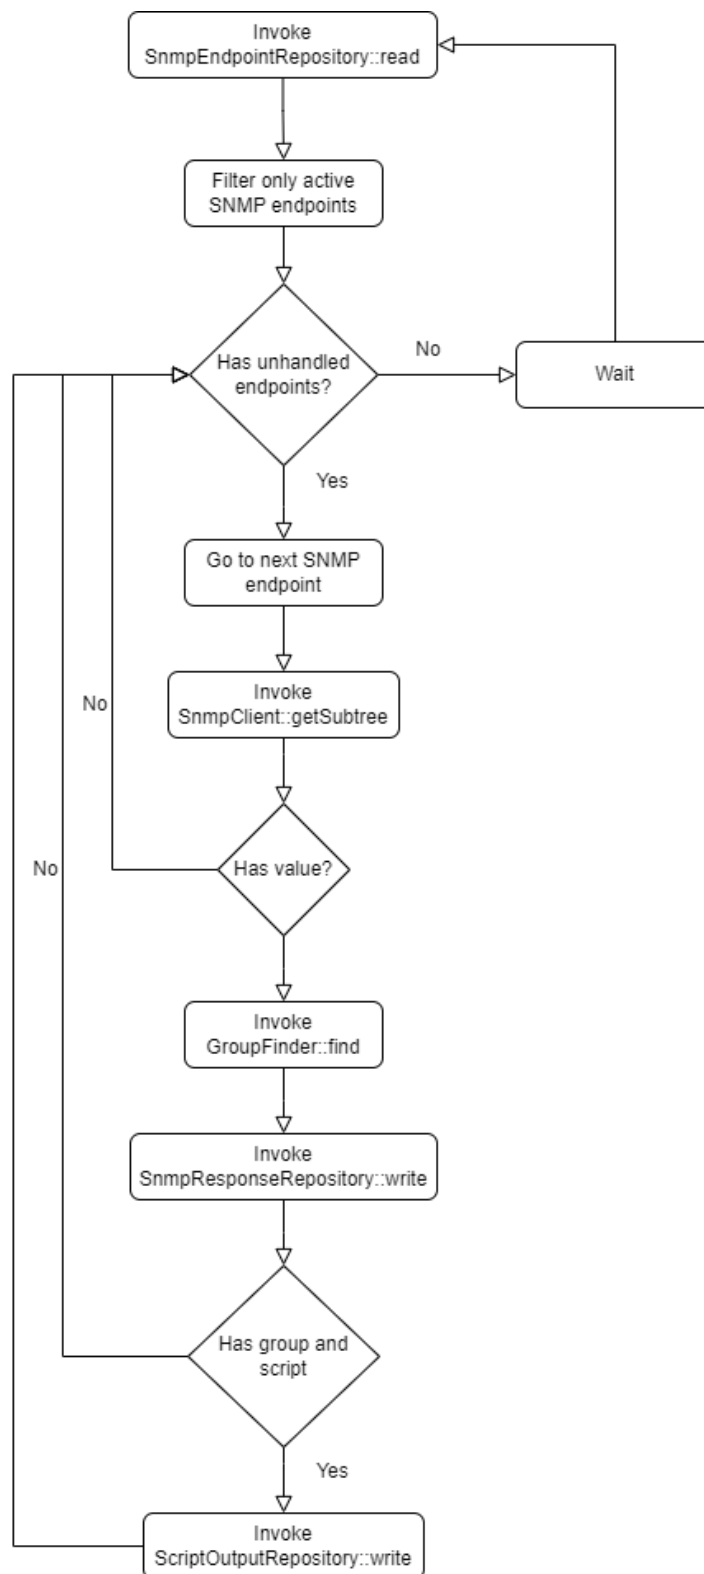 Invoke
SnmpEndpointRepository::read
Filter only active
SNMP endpoints
Has unhandled
endpoints?
No
Wait
Yes
Go to next SNMP
endpoint
Invoke
SnmpClient::getSubtree
No
Has value?
No
Invoke
GroupFinder::find
Invoke
SnmpResponseRepository::write
Has group and
script
Yes
Invoke
ScriptOutputRepository::write